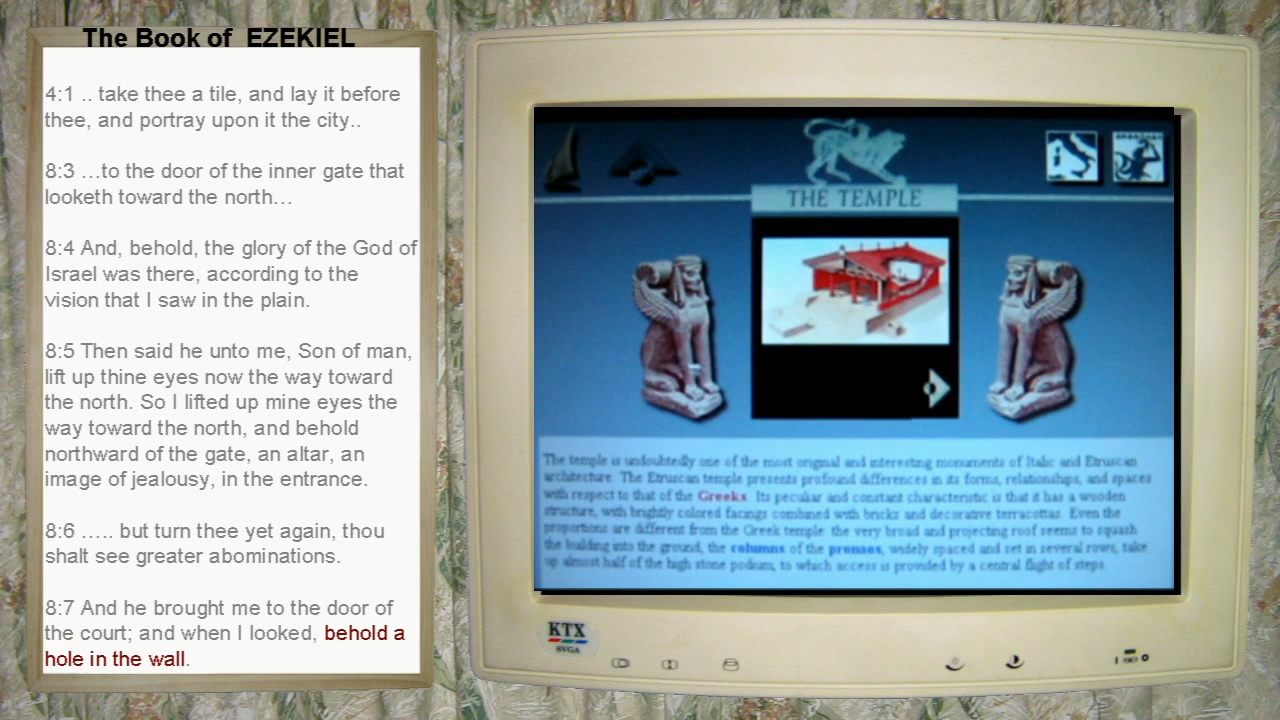 The Book of EZEKIEL
4:1 .. take thee a tile, and lay it before
thee, and portray upon it the city..
8:3 …to the door of the inner gate that
looketh toward the north…
8:4 And, behold, the glory of the God of
Israel was there, according to the
vision that I saw in the plain.
8:5 Then said he unto me, Son of man,
lift up thine eyes now the way toward
the north. So I lifted up mine eyes the
way toward the north, and behold
northward of the gate, an altar, an
image of jealousy, in the entrance.
8:6 ….. but turn thee yet again, thou
shalt see greater abominations.
8:7 And he brought me to the door of
the court; and when I looked, behold a
hole in the wall.
THE TEMPLE
The temple is undoubtedly one of the most original and interesting monuments of Italic and Etruscan
architecture. The Etruscan temple presents profound differences in its forms, relationships, and spaces
with respect to that of the Greeks. Its peculiar and constant characteristic is that it has a wooden
structure, with brightly colored facings combined with bricks and decorative terracottas. Even the
proportions are different from the Greek temple: the very broad and projecting roof seems to squash
the building into the ground, the columns of the pronaos, widely spaced and set in several rows, take
up almost half of the high stone podium, to which access is provided by a central flight of steps.
KTX
SVGA
POWER